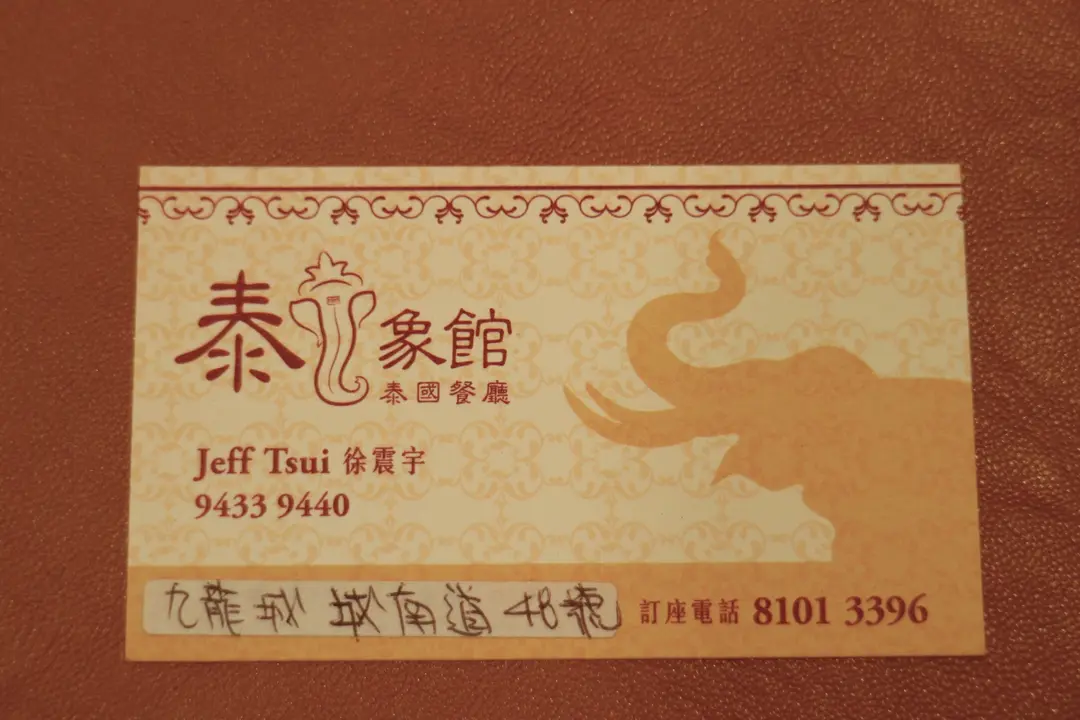 泰象館
泰國餐廳
Jeff Tsui 徐震宇
9433 9440
九龍城 城南道 48號
訂座電話 8101 3396